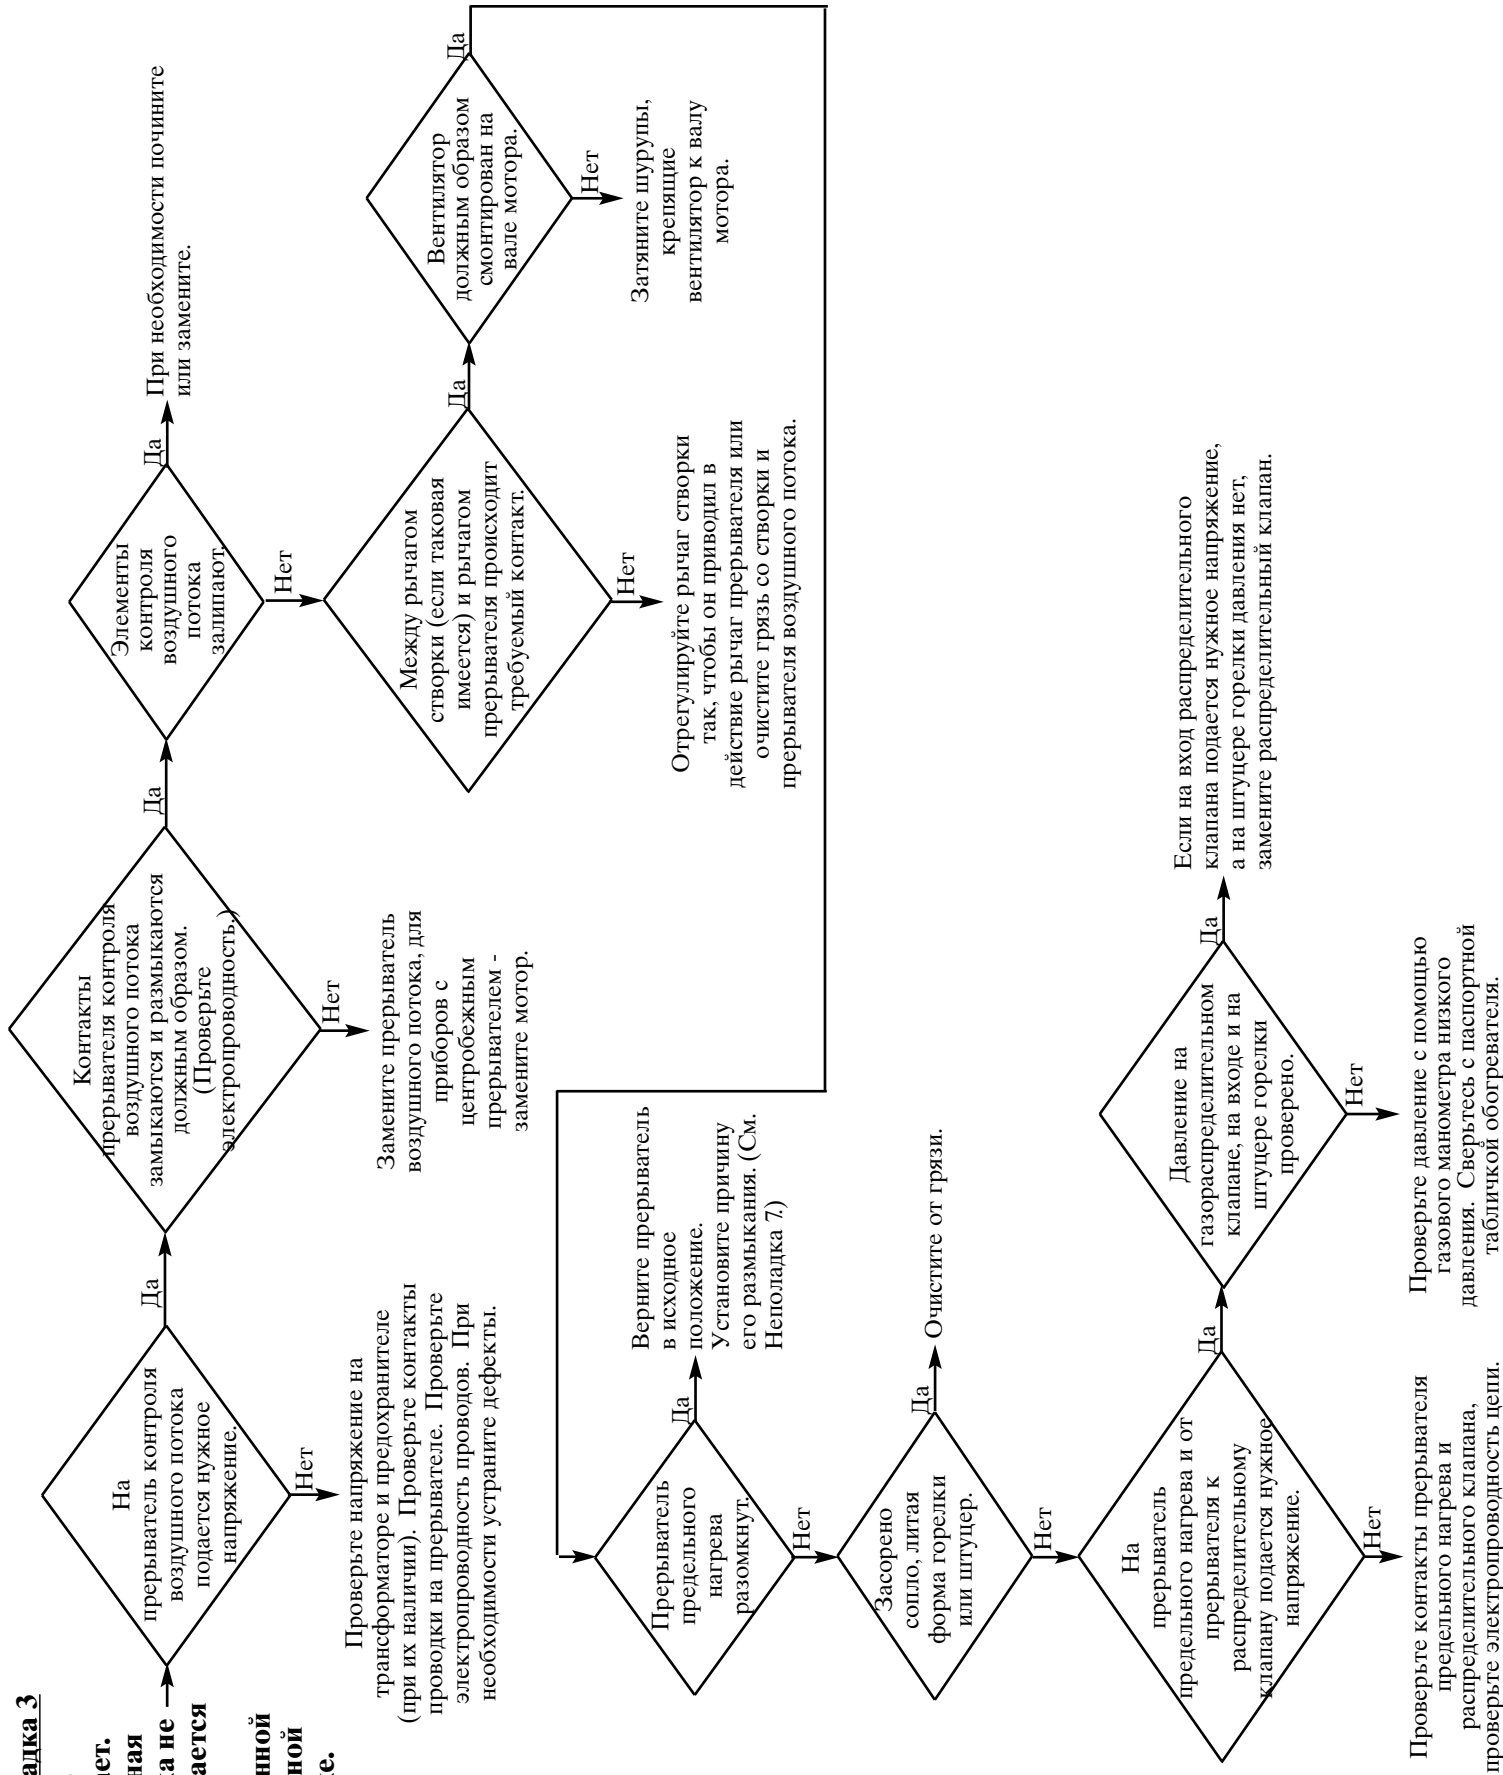 адка 3
ет.
ная
а не
ается
нной
ной
е.
На
прерыватель контроля
воздушного потока
подается нужное
напряжение.
Да
Нет
Проверьте напряжение на
трансформаторе и предохранителе
(при их наличии). Проверьте контакты
проводки на прерывателе. Проверьте
электропроводность проводов. При
необходимости устраните дефекты.
Контакты
прерывателя контроля
воздушного потока
замыкаются и размыкаются
должным образом.
(Проверьте
электропроводность.)
Да
Нет
Замените прерыватель
воздушного потока, для
приборов с
центробежным
прерывателем -
замените мотор.
Элементы
контроля
воздушного
потока
залипают.
Да
При необходимости почините
или замените.
Нет
Между рычагом
створки (если таковая
имеется) и рычагом
прерывателя происходит
требуемый контакт.
Да
Нет
Отрегулируйте рычаг створки
так, чтобы он приводил в
действие рычаг прерывателя или
очистите грязь со створки и
прерывателя воздушного потока.
Вентилятор
должным образом
смонтирован на
вале мотора.
Да
Нет
Затяните шурупы,
крепящие
вентилятор к валу
мотора.
Прерыватель
предельного
нагрева
разомкнут.
Да
Верните прерыватель
в исходное
положение.
Установите причину
его размыкания. (См.
Неполадка 7.)
Нет
Засорено
сопло, литая
форма горелки
или штуцер.
Да
Очистите от грязи.
Нет
На
прерыватель
предельного нагрева и от
прерывателя к
распределительному
клапану подается нужное
напряжение.
Да
Нет
Проверьте контакты прерывателя
предельного нагрева и
распределительного клапана,
проверьте электропроводность цепи.
Давление на
газораспределительном
клапане, на входе и на
штуцере горелки
проверено.
Да
Если на вход распределительного
клапана подается нужное напряжение,
а на штуцере горелки давления нет,
замените распределительный клапан.
Нет
Проверьте давление с помощью
газового манометра низкого
давления. Сверьтесь с паспортной
табличкой обогревателя.